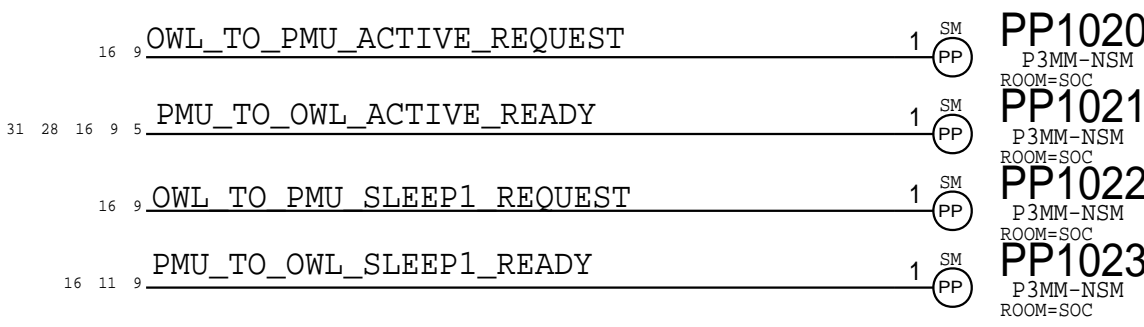 16 9 OWL_TO_PMU_ACTIVE_REQUEST 1 SM PP PP1020
P3MM-NSM
ROOM=SOC
31 28 16 9 5 PMU_TO_OWL_ACTIVE_READY 1 SM PP PP1021
P3MM-NSM
ROOM=SOC
16 9 OWL_TO_PMU_SLEEP1_REQUEST 1 SM PP PP1022
P3MM-NSM
ROOM=SOC
16 11 9 PMU_TO_OWL_SLEEP1_READY 1 SM PP PP1023
P3MM-NSM
ROOM=SOC